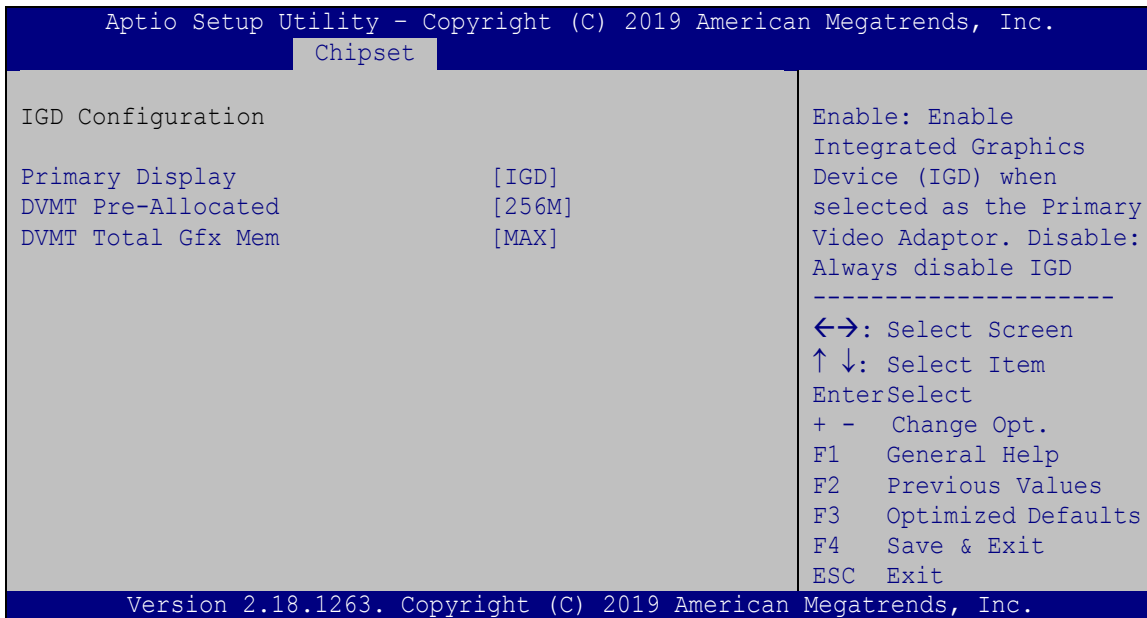 Aptio Setup Utility – Copyright (C) 2019 American Megatrends, Inc.
Chipset
IGD Configuration
Primary Display [IGD]
DVMT Pre-Allocated [256M]
DVMT Total Gfx Mem [MAX]
Enable: Enable
Integrated Graphics
Device (IGD) when
selected as the Primary
Video Adaptor. Disable:
Always disable IGD
---------------------
←→: Select Screen
↑ ↓: Select Item
EnterSelect
+ - Change Opt.
F1 General Help
F2 Previous Values
F3 Optimized Defaults
F4 Save & Exit
ESC Exit
Version 2.18.1263. Copyright (C) 2019 American Megatrends, Inc.